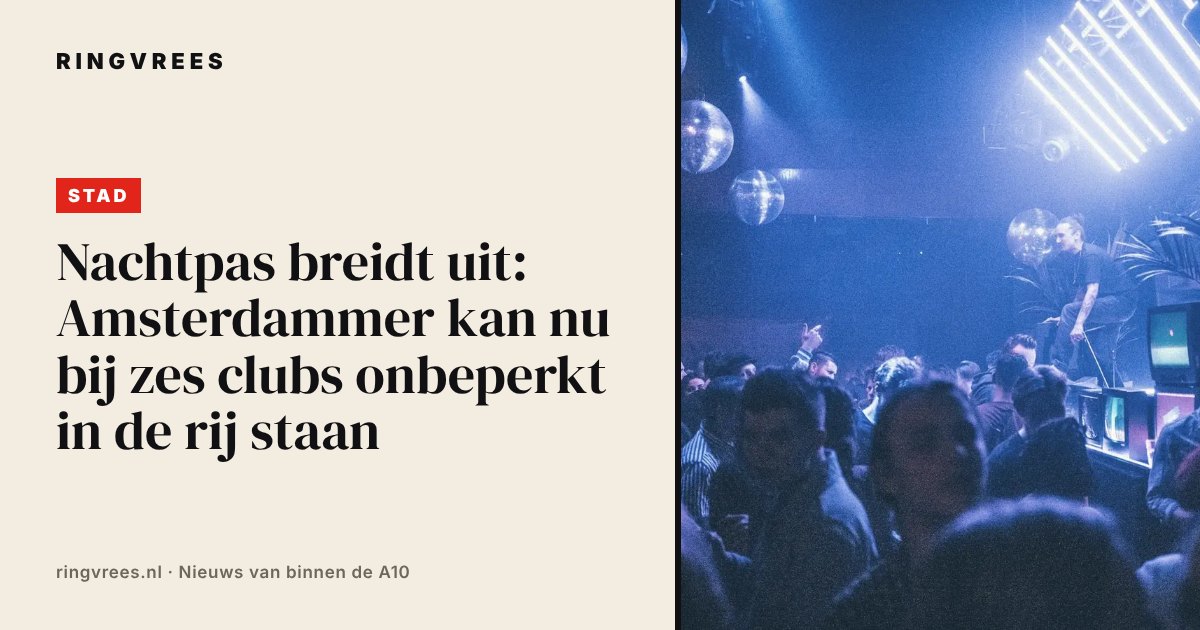 RINGVREES
STAD
Nachtpas breidt uit:
Amsterdammer kan nu
bij zes clubs onbeperkt
in de rij staan
ringvrees.nl · Nieuws van binnen de A10